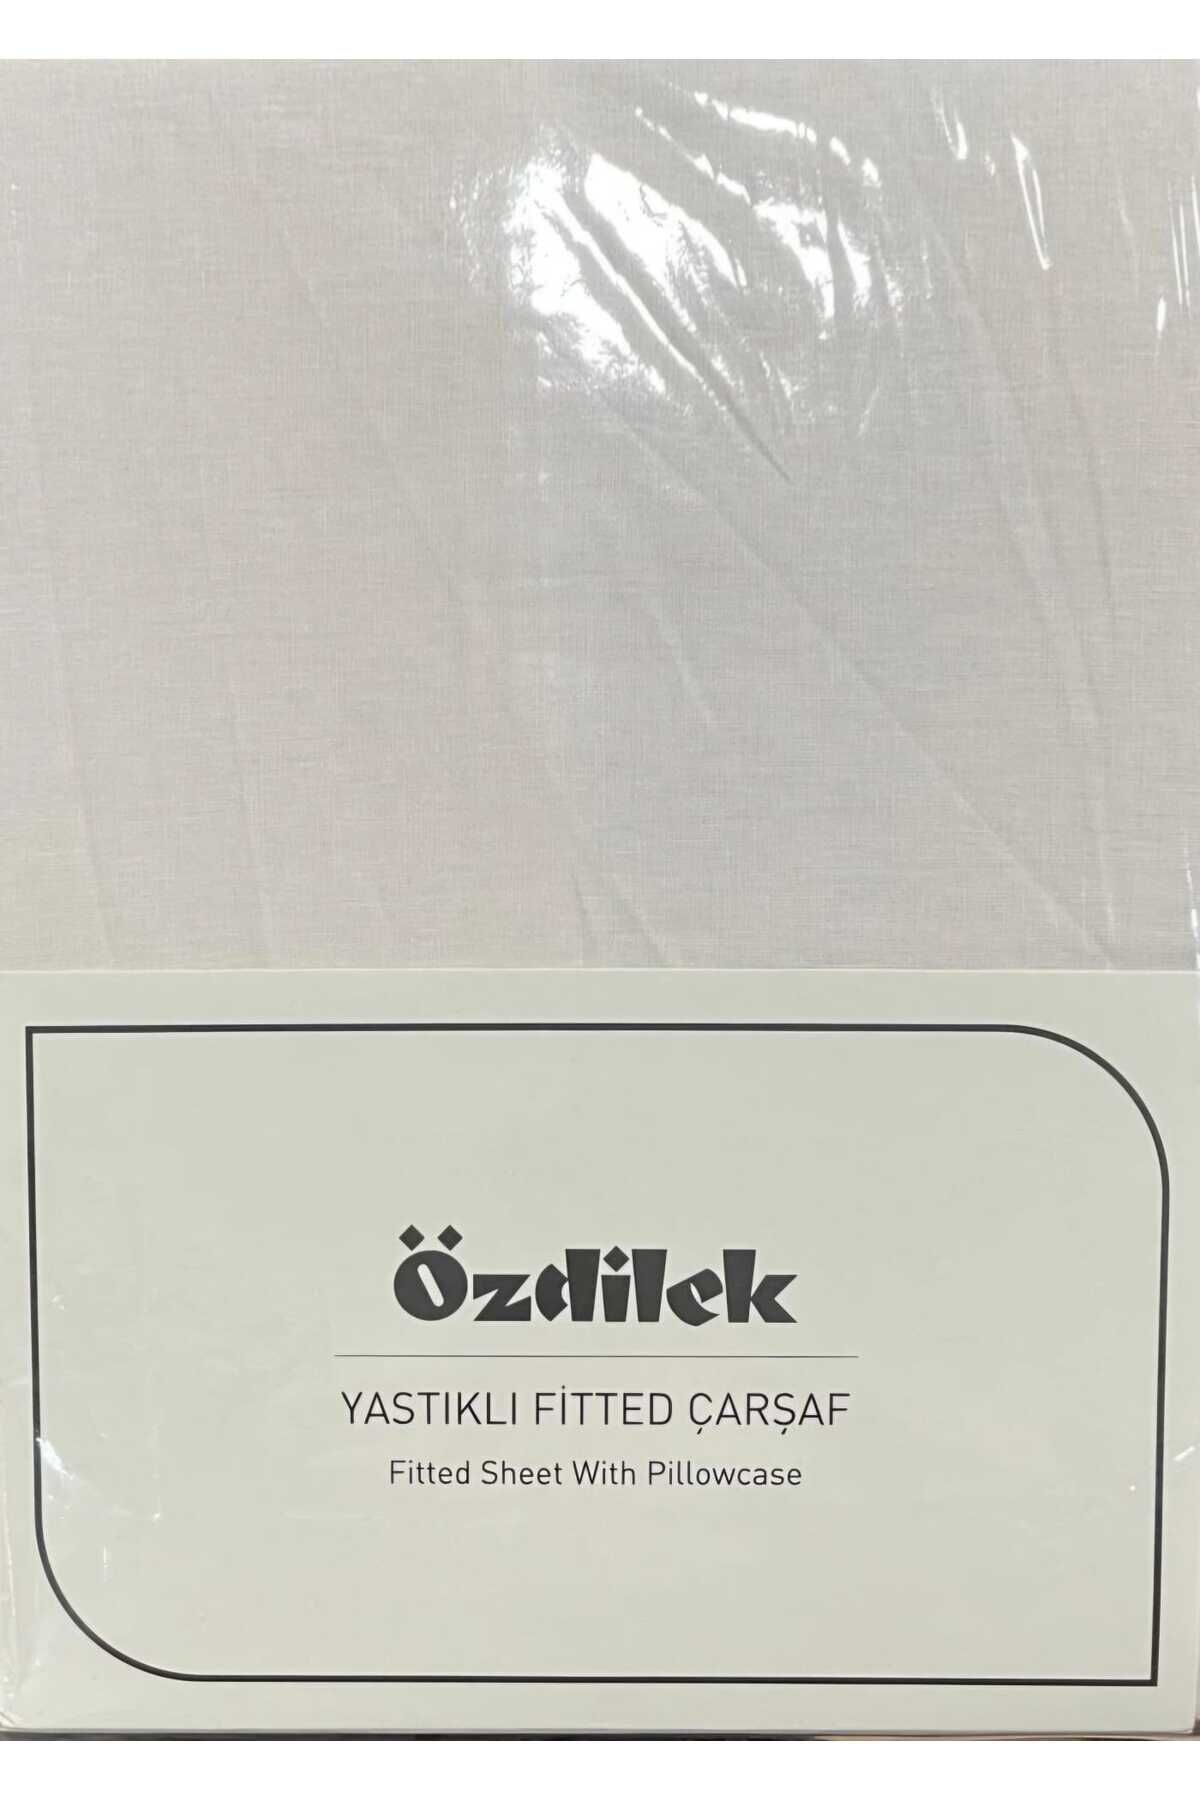 Özdilek
YASTIKLI FİTTED ÇARŞAF
Fitted Sheet With Pillowcase